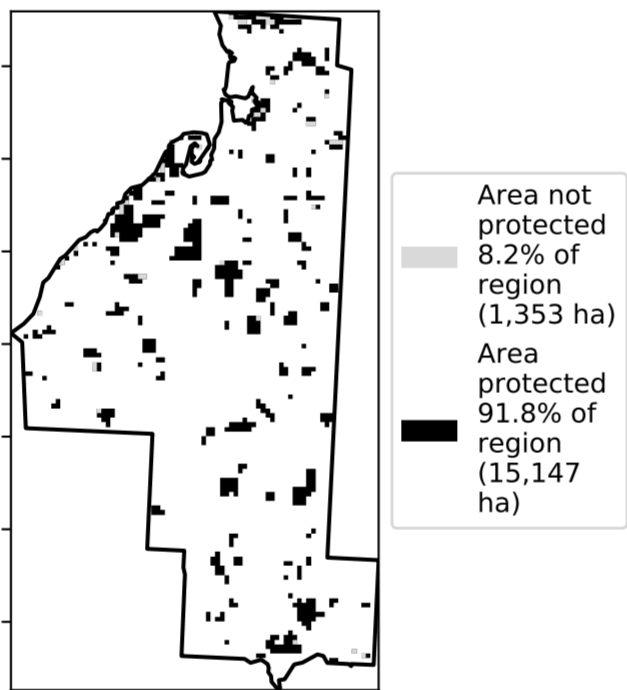 Area not
protected
8.2% of
region
(1,353 ha)
Area
protected
91.8% of
region
(15,147
ha)